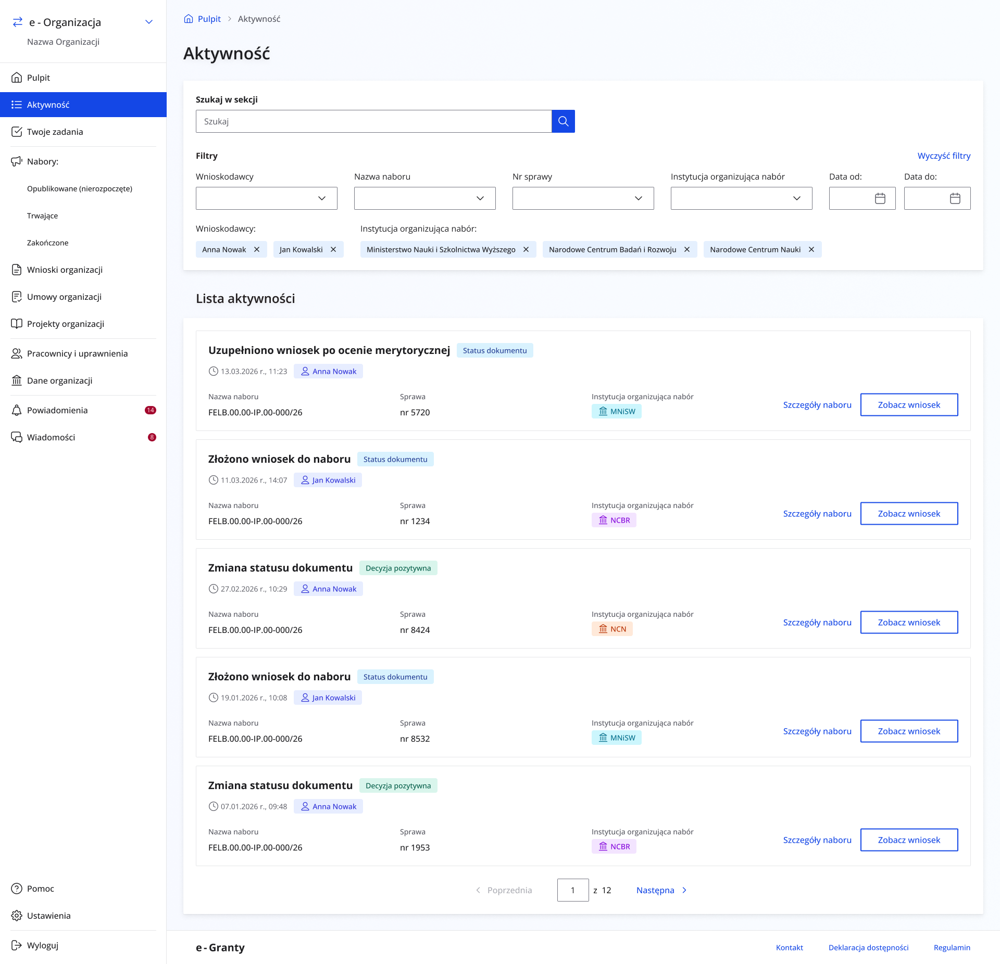 e - Organizacja
Nazwa Organizacji
Pulpit
Aktywność
Twoje zadania
Nabory:
Opublikowane (nierozpoczęte)
Trwające
Zakończone
Wnioski organizacji
Umowy organizacji
Projekty organizacji
Pracownicy i uprawnienia
Dane organizacji
Powiadomienia 14
Wiadomości 8
Pomoc
Ustawienia
Wyloguj
Pulpit Aktywność
Aktywność
Szukaj w sekcji
Szukaj
Filtry Wyczyść filtry
Wnioskodawcy Nazwa naboru Nr sprawy Instytucja organizująca nabór Data od: Data do:
Wnioskodawcy: Instytucja organizująca nabór:
Anna Nowak Jan Kowalski Ministerstwo Nauki i Szkolnictwa Wyższego Narodowe Centrum Badań i Rozwoju Narodowe Centrum Nauki
Lista aktywności
Uzupełniono wniosek po ocenie merytorycznej Status dokumentu
13.03.2026 r., 11:23 Anna Nowak
Nazwa naboru Sprawa Instytucja organizująca nabór
FELB.00.00-IP.00-000/26 nr 5720 MNiSW Szczegóły naboru Zobacz wniosek
Złożono wniosek do naboru Status dokumentu
11.03.2026 r., 14:07 Jan Kowalski
Nazwa naboru Sprawa Instytucja organizująca nabór
FELB.00.00-IP.00-000/26 nr 1234 NCBR Szczegóły naboru Zobacz wniosek
Zmiana statusu dokumentu Decyzja pozytywna
27.02.2026 r., 10:29 Anna Nowak
Nazwa naboru Sprawa Instytucja organizująca nabór
FELB.00.00-IP.00-000/26 nr 8424 NCN Szczegóły naboru Zobacz wniosek
Złożono wniosek do naboru Status dokumentu
19.01.2026 r., 10:08 Jan Kowalski
Nazwa naboru Sprawa Instytucja organizująca nabór
FELB.00.00-IP.00-000/26 nr 8532 MNiSW Szczegóły naboru Zobacz wniosek
Zmiana statusu dokumentu Decyzja pozytywna
07.01.2026 r., 09:48 Anna Nowak
Nazwa naboru Sprawa Instytucja organizująca nabór
FELB.00.00-IP.00-000/26 nr 1953 NCBR Szczegóły naboru Zobacz wniosek
Poprzednia 1 z 12 Następna
e - Granty Kontakt Deklaracja dostępności Regulamin